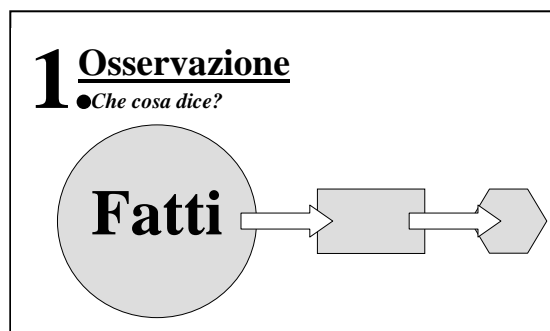 1 Osservazione
●Che cosa dice?
Fatti